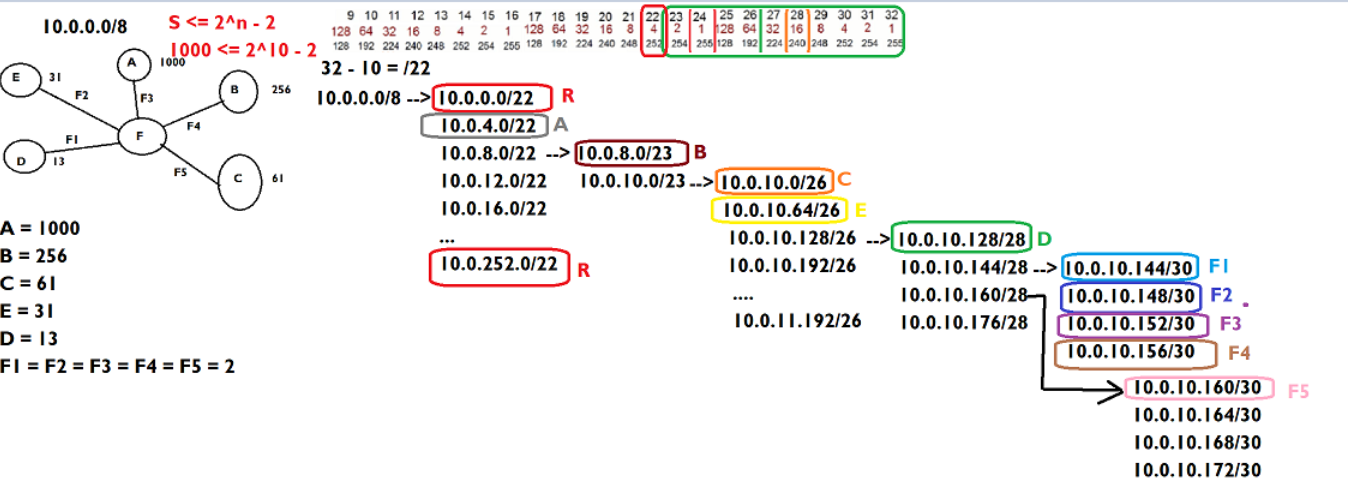 10.0.0.0/8
S <= 2^n - 2
1000 <= 2^10 - 2
9 10 11 12 13 14 15 16 17 18 19 20 21 22 23 24 25 26 27 28 29 30 31 32
128 64 32 16 8 4 2 1 128 64 32 16 8 4 2 1 128 64 32 16 8 4 2 1
128 192 224 240 248 252 254 255 128 192 224 240 248 252 254 255 128 192 224 240 248 252 254 255
32 - 10 = /22
E 31
A 1000
B 256
F2
F3
F4
F
F1
D 13
F5
C 61
10.0.0.0/8 --> 10.0.0.0/22 R
10.0.4.0/22 A
10.0.8.0/22 --> 10.0.8.0/23 B
10.0.12.0/22 10.0.10.0/23 --> 10.0.10.0/26 C
10.0.16.0/22 10.0.10.64/26 E
... 10.0.10.128/26 --> 10.0.10.128/28 D
10.0.252.0/22 R 10.0.10.192/26 10.0.10.144/28 --> 10.0.10.144/30 F1
.... 10.0.10.160/28 10.0.10.148/30 F2
10.0.11.192/26 10.0.10.176/28 10.0.10.152/30 F3
10.0.10.156/30 F4
10.0.10.160/30 F5
10.0.10.164/30
10.0.10.168/30
10.0.10.172/30
A = 1000
B = 256
C = 61
E = 31
D = 13
F1 = F2 = F3 = F4 = F5 = 2